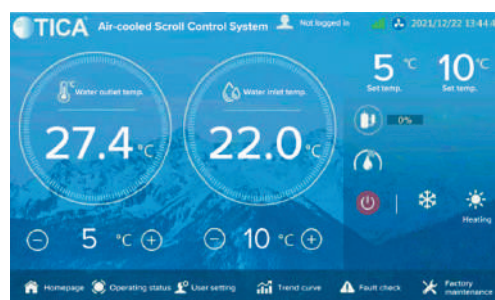 TICA Air-cooled Scroll Control System Not logged in 2021/12/22 13:44:4
Water outlet temp.
27.4 °C
Water inlet temp.
22.0 °C
5 °C
Set temp.
10 °C
Set temp.
0%
Heating
5 °C
10 °C
Homepage Operating status User setting Trend curve Fault check Factory maintenance